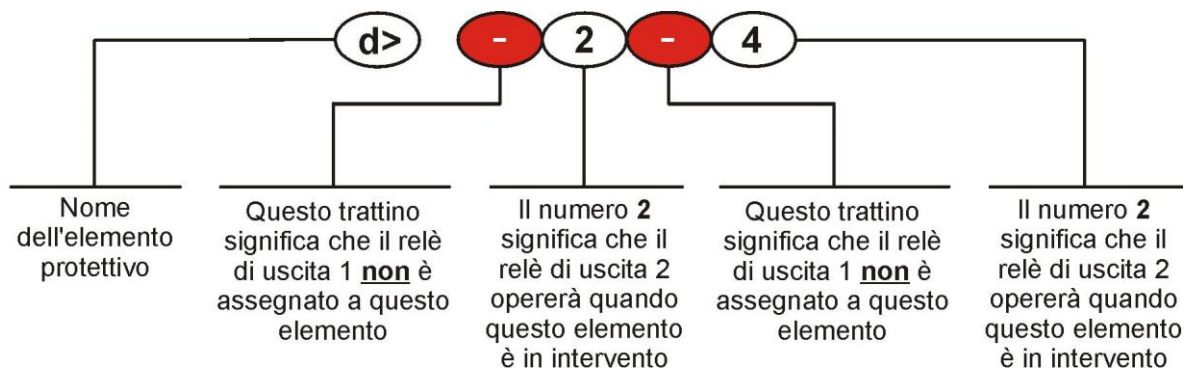 d> - 2 - 4
Nome
dell'elemento
protettivo
Questo trattino
significa che il relè
di uscita 1 non è
assegnato a questo
elemento
Il numero 2
significa che il
relè di uscita 2
opererà quando
questo elemento
è in intervento
Questo trattino
significa che il relè
di uscita 1 non è
assegnato a questo
elemento
Il numero 2
significa che il
relè di uscita 2
opererà quando
questo elemento
è in intervento